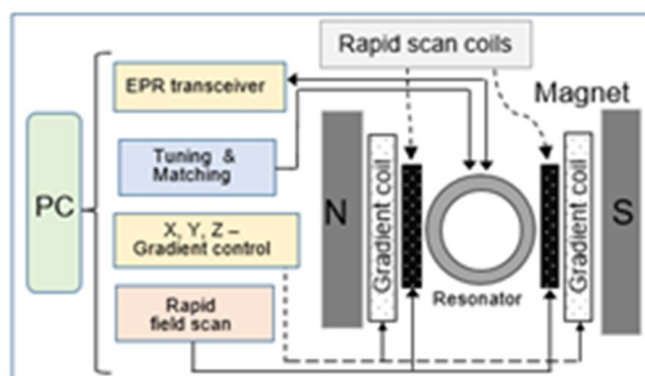 Rapid scan coils
EPR transceiver
Magnet
Tuning &
Matching
PC
N
Gradient coil
Gradient coil
S
X, Y, Z –
Gradient control
Resonator
Rapid
field scan